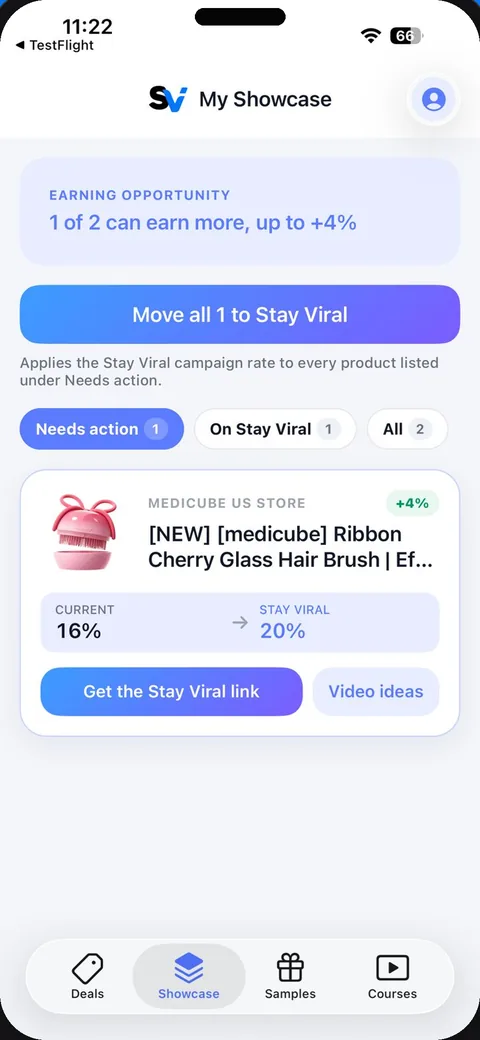 11:22
66
◀ TestFlight
SV My Showcase
EARNING OPPORTUNITY
1 of 2 can earn more, up to +4%
Move all 1 to Stay Viral
Applies the Stay Viral campaign rate to every product listed
under Needs action.
Needs action 1 On Stay Viral 1 All 2
MEDICUBE US STORE +4%
[NEW] [medicube] Ribbon
Cherry Glass Hair Brush | Ef...
CURRENT → STAY VIRAL
16% 20%
Get the Stay Viral link Video ideas
Deals Showcase Samples Courses